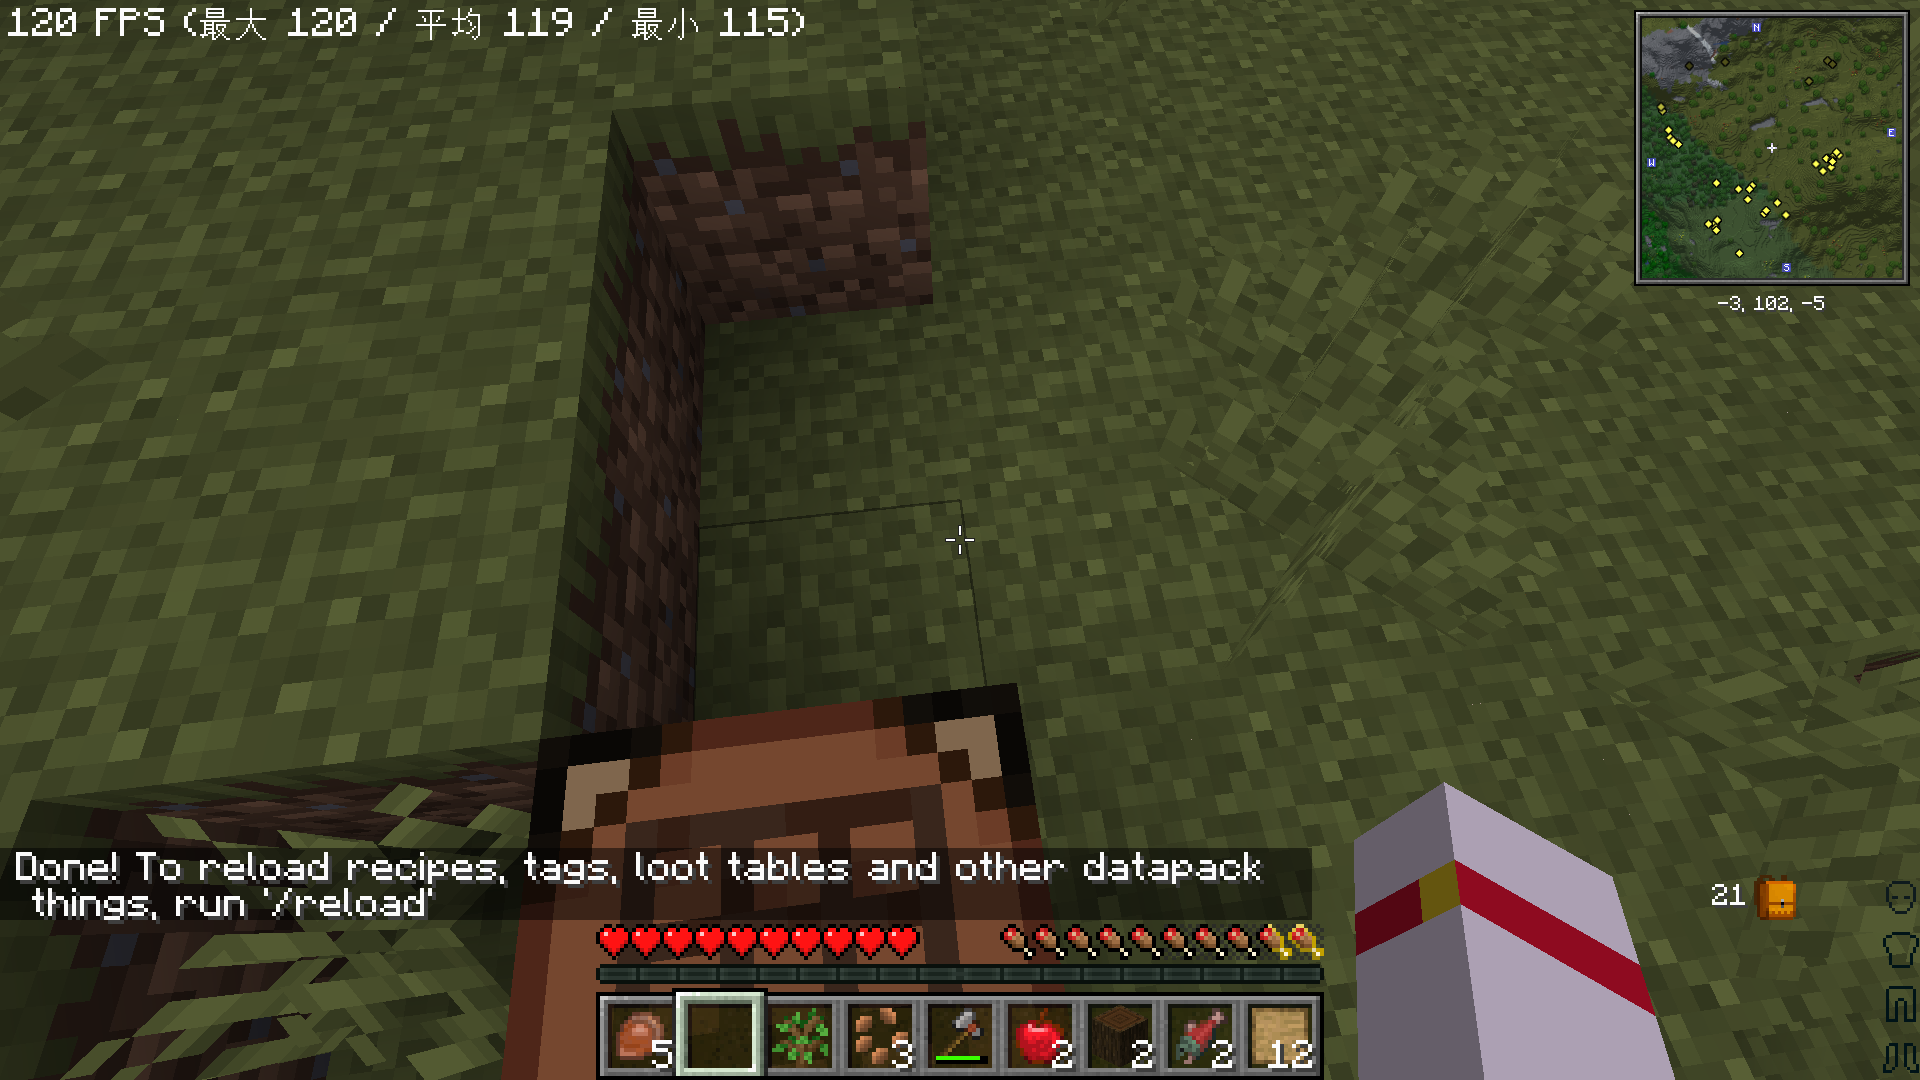 120 FPS (最大 120 / 平均 119 / 最小 115)
N
E
W
S
-3, 102, -5
Done! To reload recipes, tags, loot tables and other datapack
things, run '/reload'
21
5
3
2
2
2
12